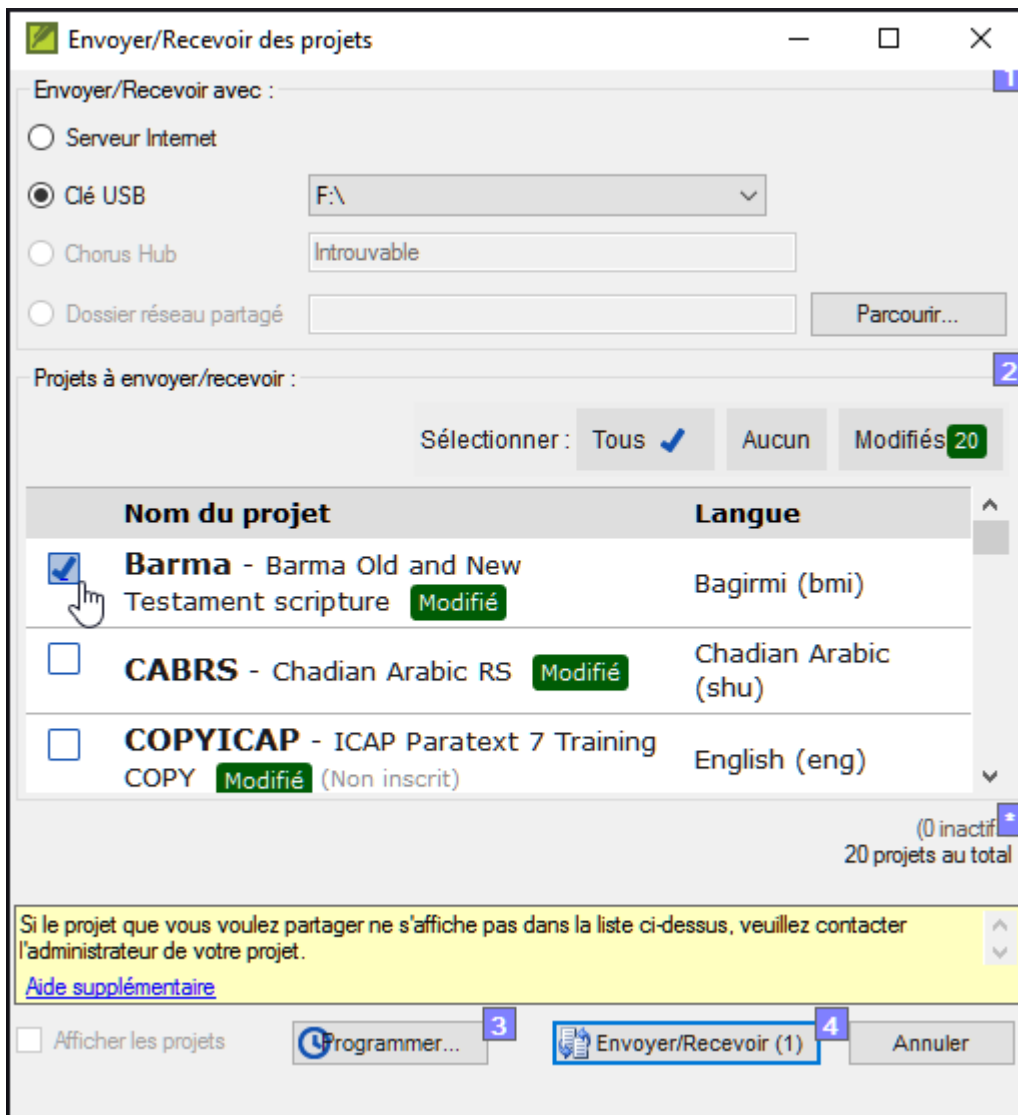 Envoyer/Recevoir des projets
1
Envoyer/Recevoir avec :
Serveur Internet
Clé USB F:\
Chorus Hub Introuvable
Dossier réseau partagé Parcourir...
2
Projets à envoyer/recevoir :
Sélectionner : Tous Aucun Modifiés 20
Nom du projet Langue
Barma - Barma Old and New
Testament scripture Modifié
Bagirmi (bmi)
CABRS - Chadian Arabic RS Modifié
Chadian Arabic
(shu)
COPYICAP - ICAP Paratext 7 Training
COPY Modifié (Non inscrit)
English (eng)
(0 inactif *
20 projets au total
Si le projet que vous voulez partager ne s'affiche pas dans la liste ci-dessus, veuillez contacter
l'administrateur de votre projet.
Aide supplémentaire
Afficher les projets Programmer... 3 Envoyer/Recevoir (1) 4 Annuler